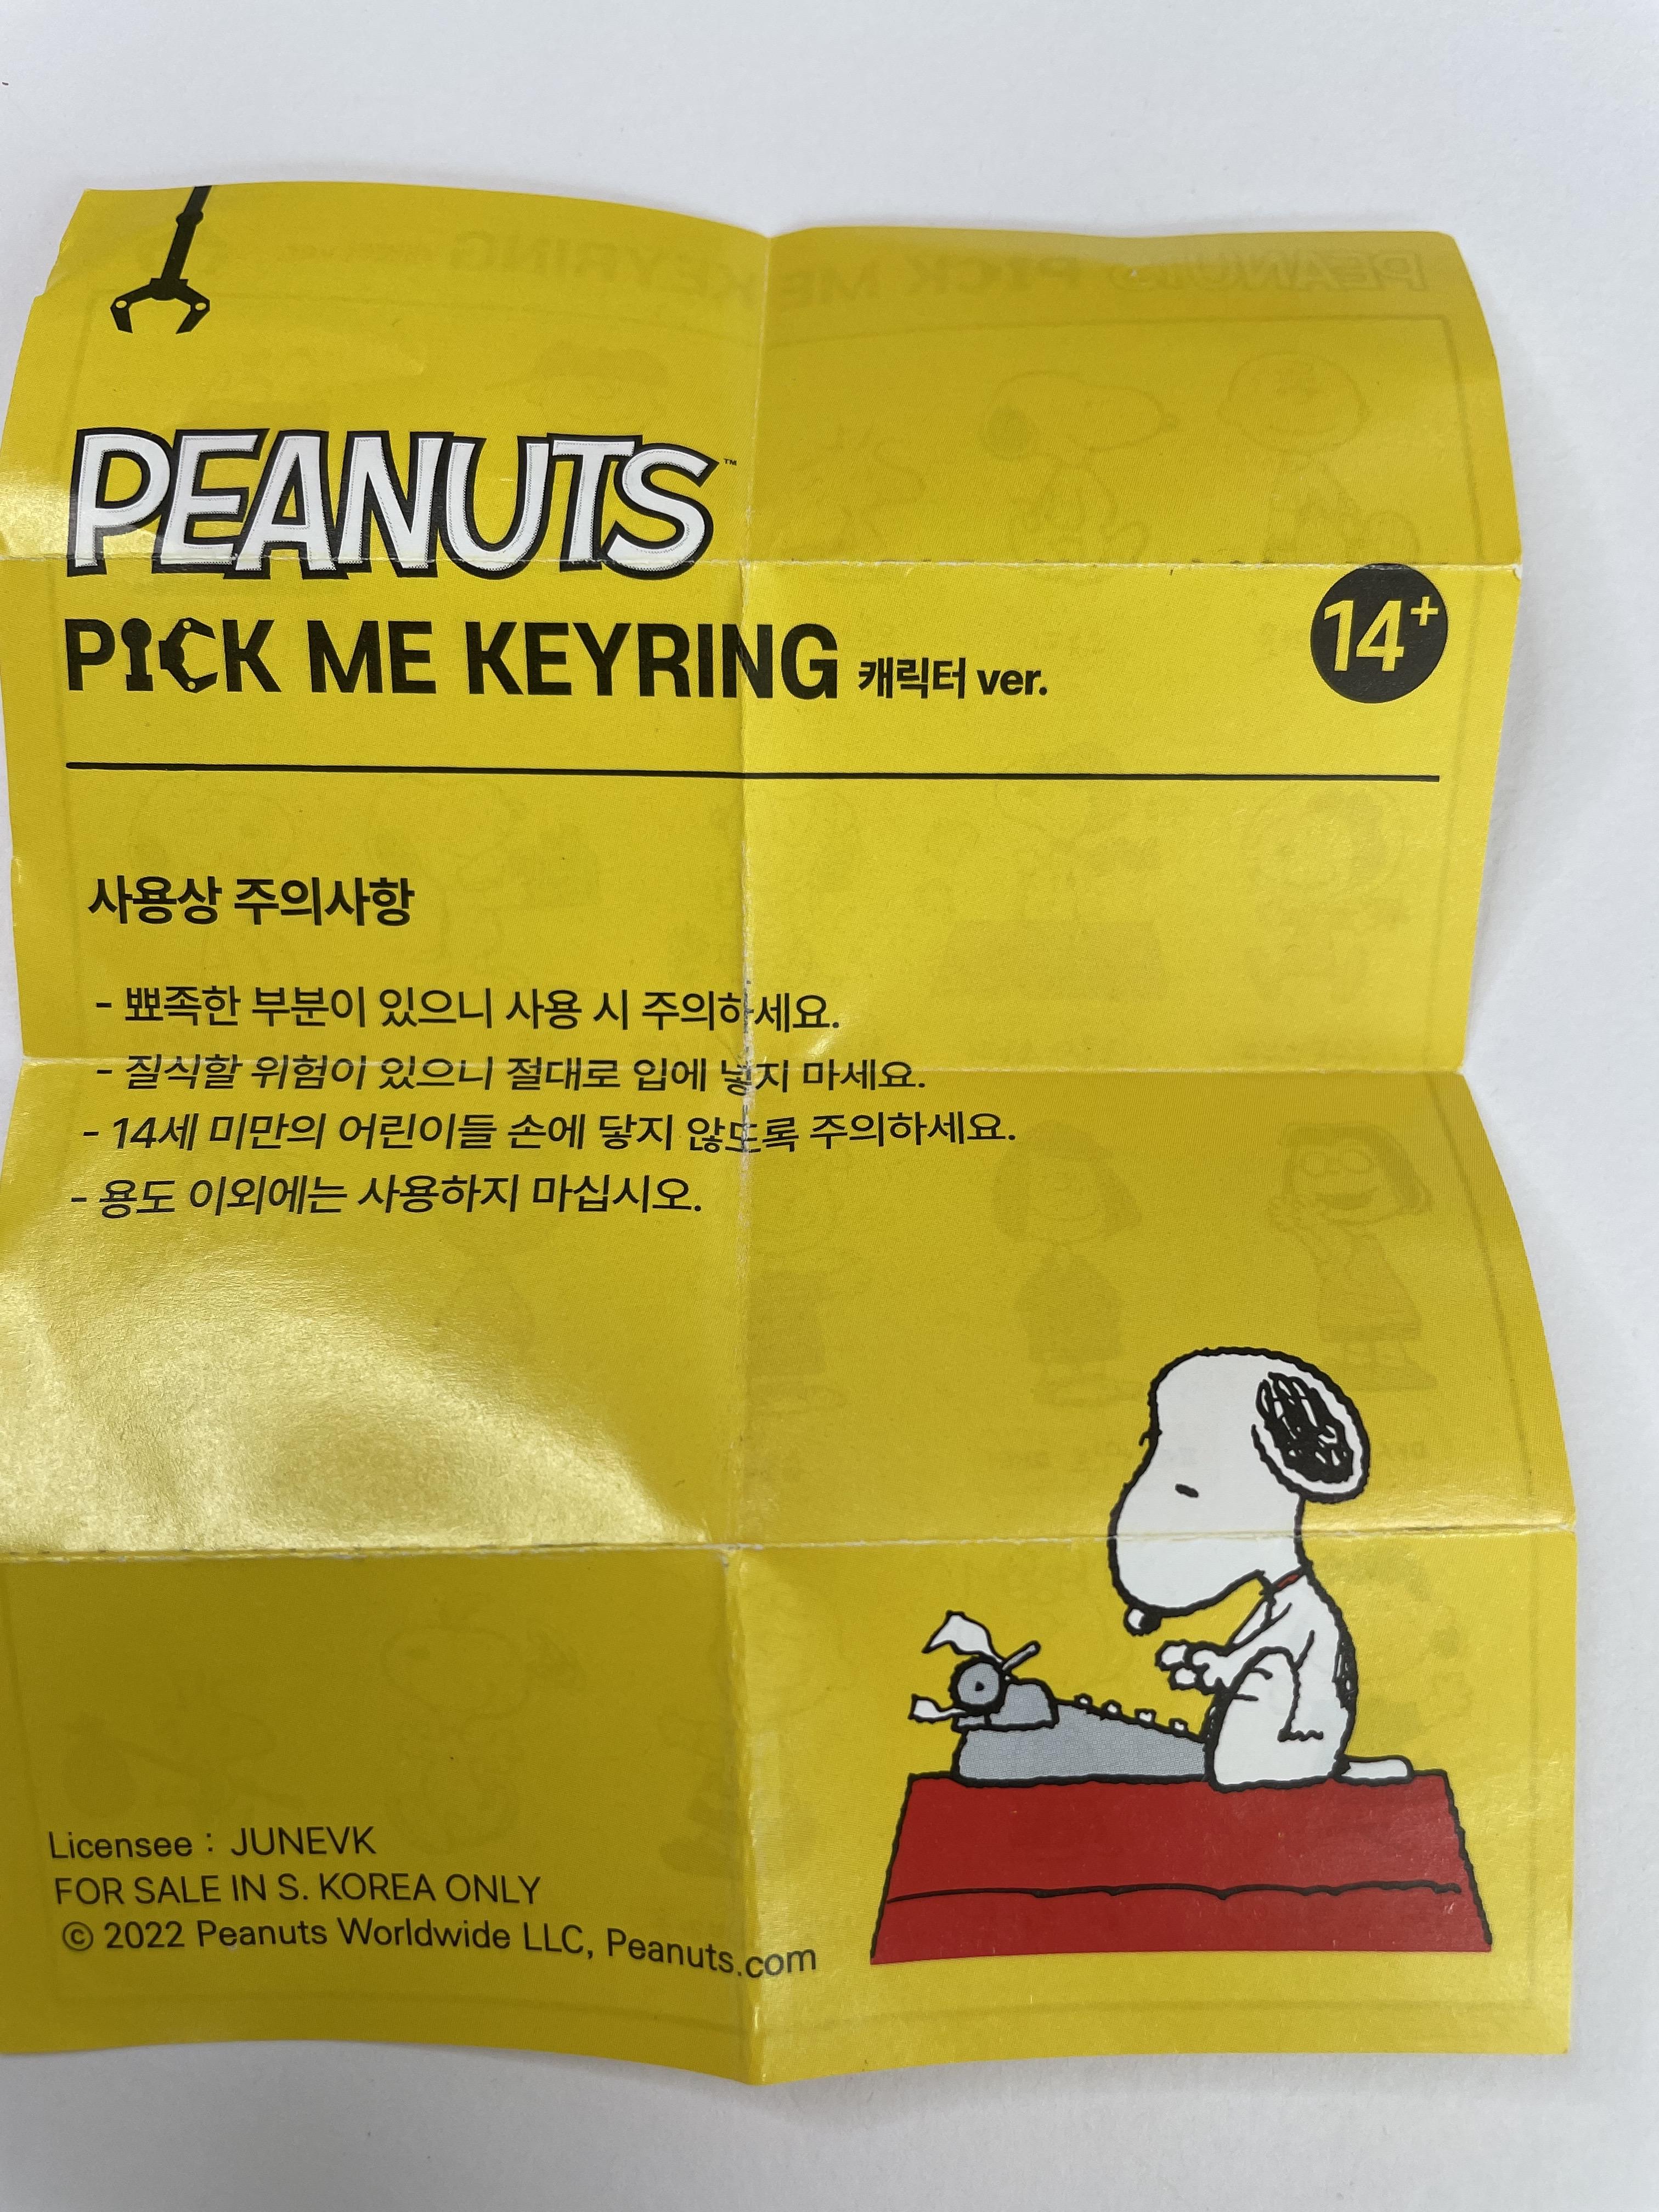 PEANUTS™
PICK ME KEYRING 캐릭터 ver.
14+
사용상 주의사항
- 뾰족한 부분이 있으니 사용 시 주의하세요.
- 질식할 위험이 있으니 절대로 입에 넣지 마세요.
- 14세 미만의 어린이들 손에 닿지 않도록 주의하세요.
- 용도 이외에는 사용하지 마십시오.
Licensee : JUNEVK
FOR SALE IN S. KOREA ONLY
© 2022 Peanuts Worldwide LLC, Peanuts.com